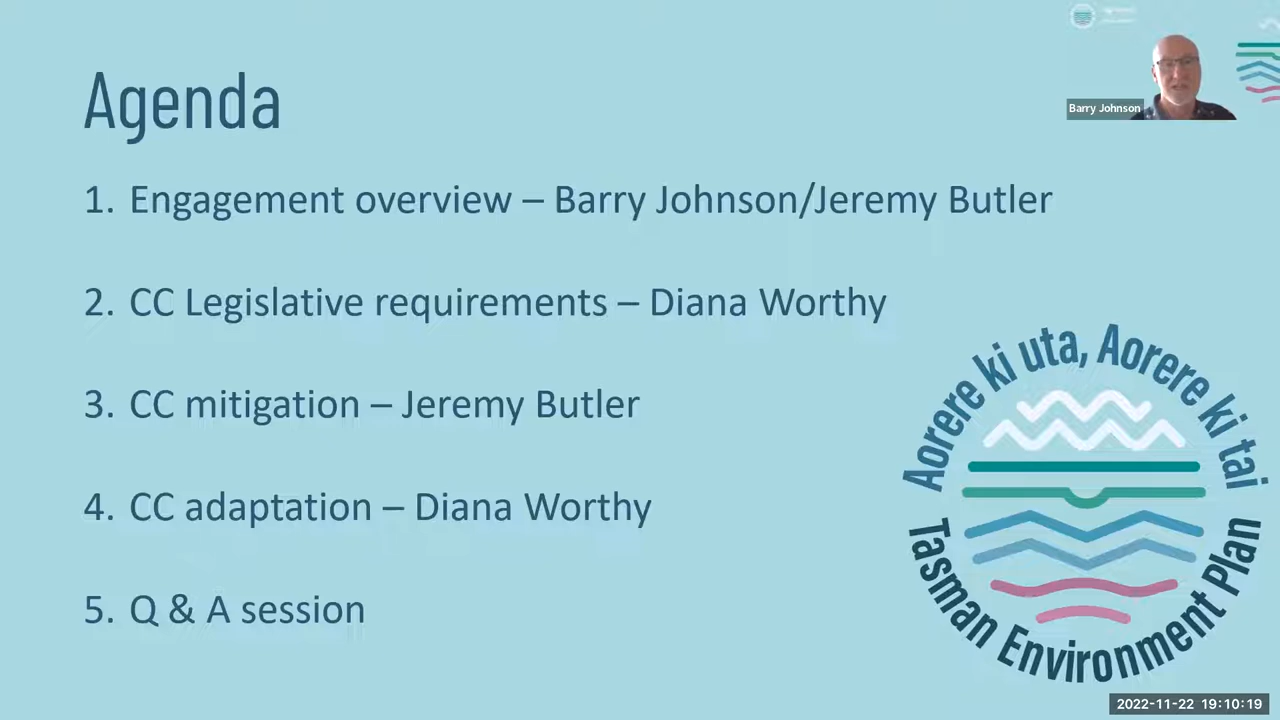 Agenda
Barry Johnson
1. Engagement overview – Barry Johnson/Jeremy Butler
2. CC Legislative requirements – Diana Worthy
3. CC mitigation – Jeremy Butler
4. CC adaptation – Diana Worthy
5. Q & A session
Aorere ki uta, Aorere ki tai
Tasman Environment Plan
2022-11-22 19:10:19